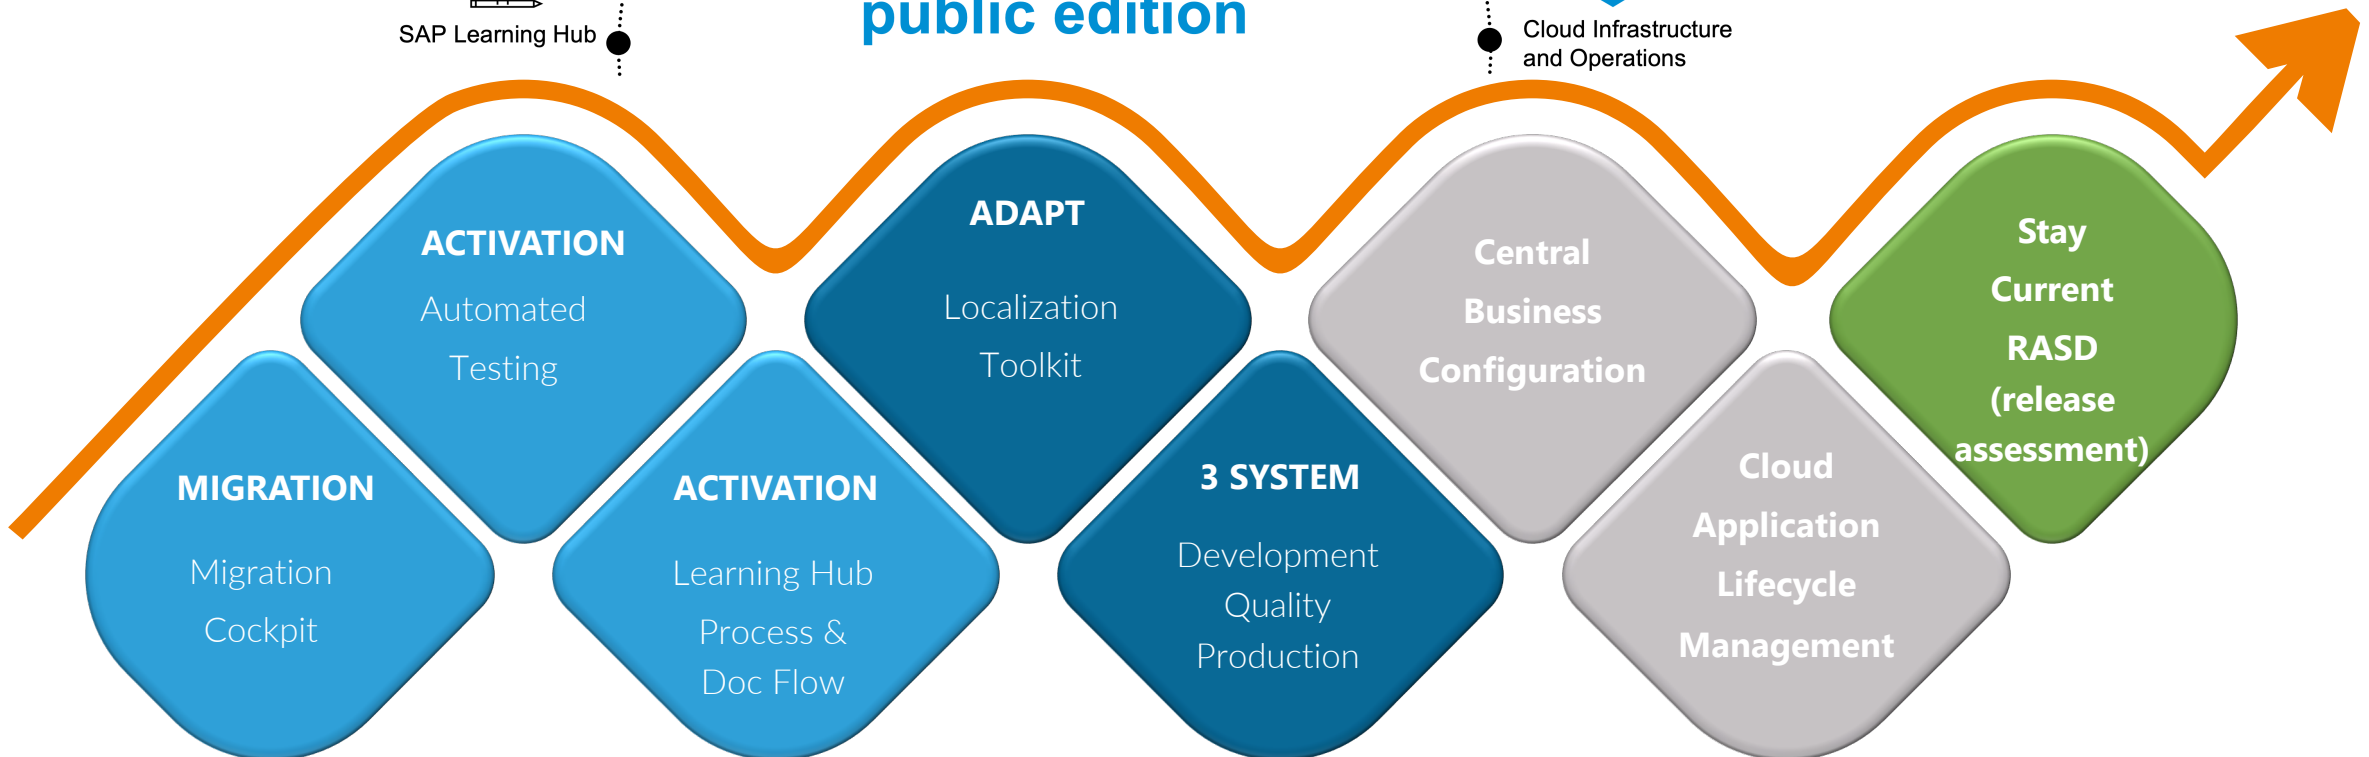 public edition
SAP Learning Hub
Cloud Infrastructure
and Operations
MIGRATION
Migration
Cockpit
ACTIVATION
Automated
Testing
ACTIVATION
Learning Hub
Process &
Doc Flow
ADAPT
Localization
Toolkit
3 SYSTEM
Development
Quality
Production
Central
Business
Configuration
Cloud
Application
Lifecycle
Management
Stay
Current
RASD
(release
assessment)